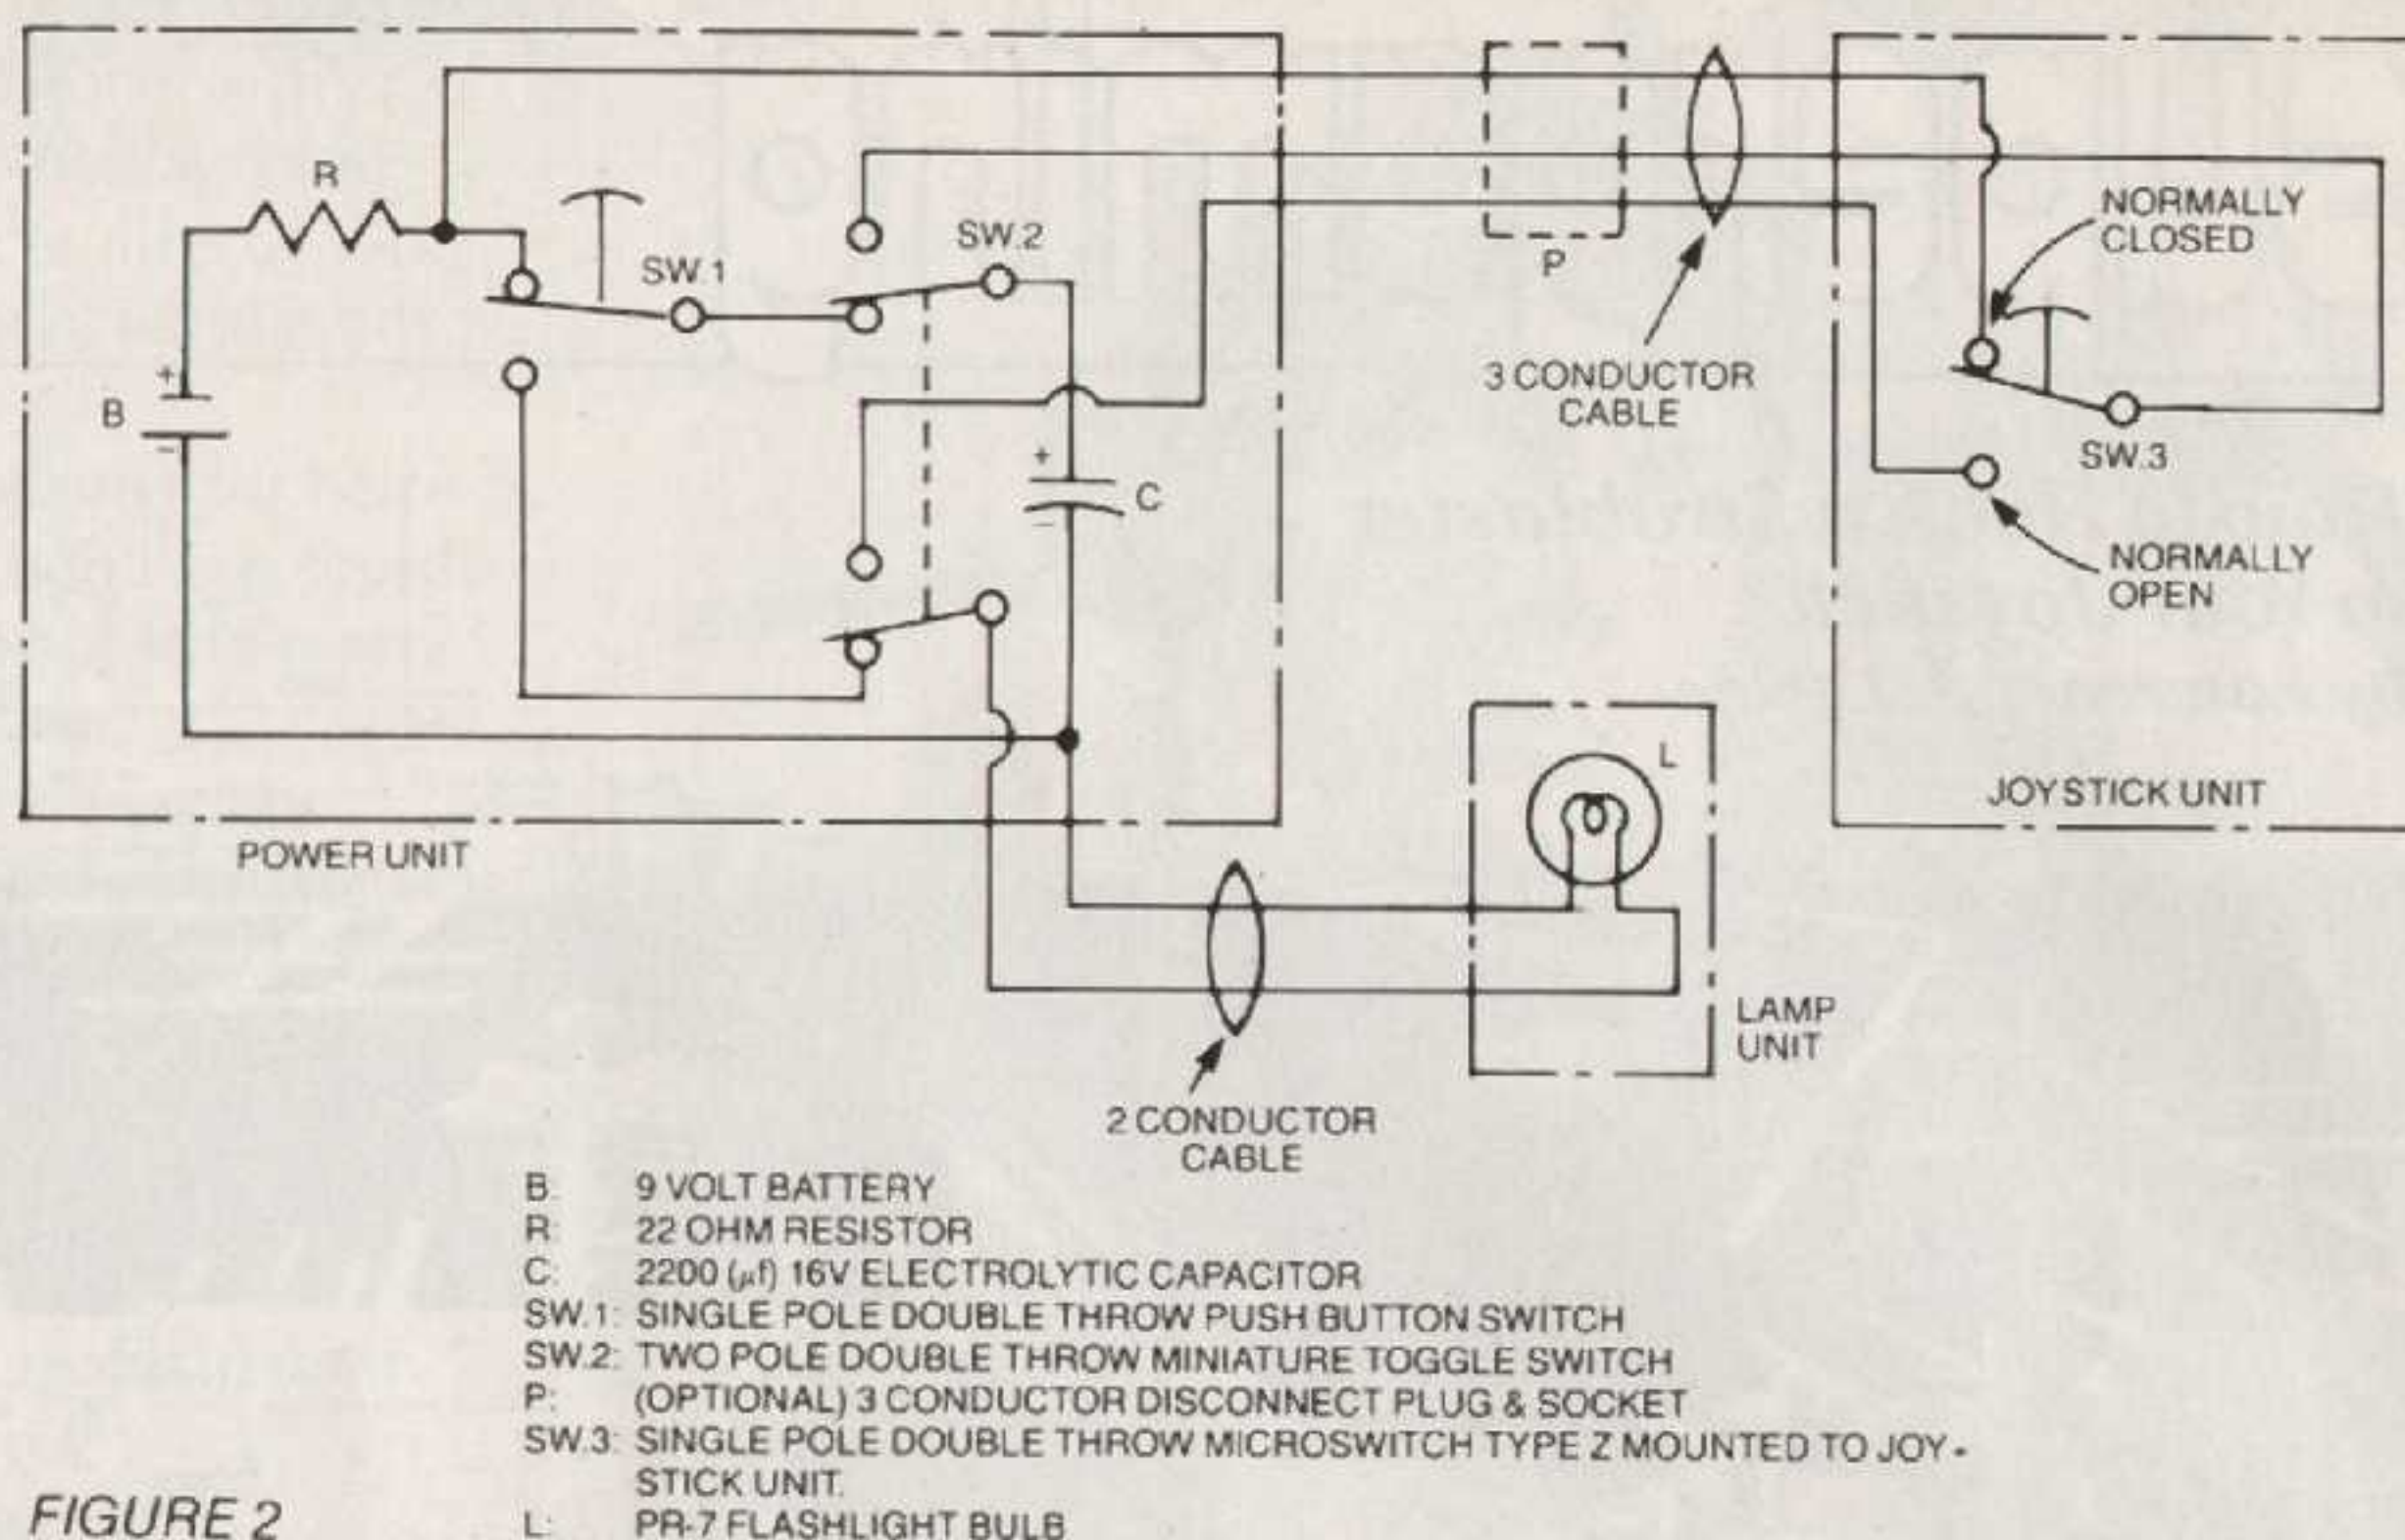 R
SW.1
SW.2
+
B
−
+
C
−
P
3 CONDUCTOR
CABLE
NORMALLY
CLOSED
SW.3
NORMALLY
OPEN
JOYSTICK UNIT
POWER UNIT
L
LAMP
UNIT
2 CONDUCTOR
CABLE
B: 9 VOLT BATTERY
R: 22 OHM RESISTOR
C: 2200 (µf) 16V ELECTROLYTIC CAPACITOR
SW.1: SINGLE POLE DOUBLE THROW PUSH BUTTON SWITCH
SW.2: TWO POLE DOUBLE THROW MINIATURE TOGGLE SWITCH
P: (OPTIONAL) 3 CONDUCTOR DISCONNECT PLUG & SOCKET
SW.3: SINGLE POLE DOUBLE THROW MICROSWITCH TYPE Z MOUNTED TO JOY-
STICK UNIT.
L: PR-7 FLASHLIGHT BULB
FIGURE 2